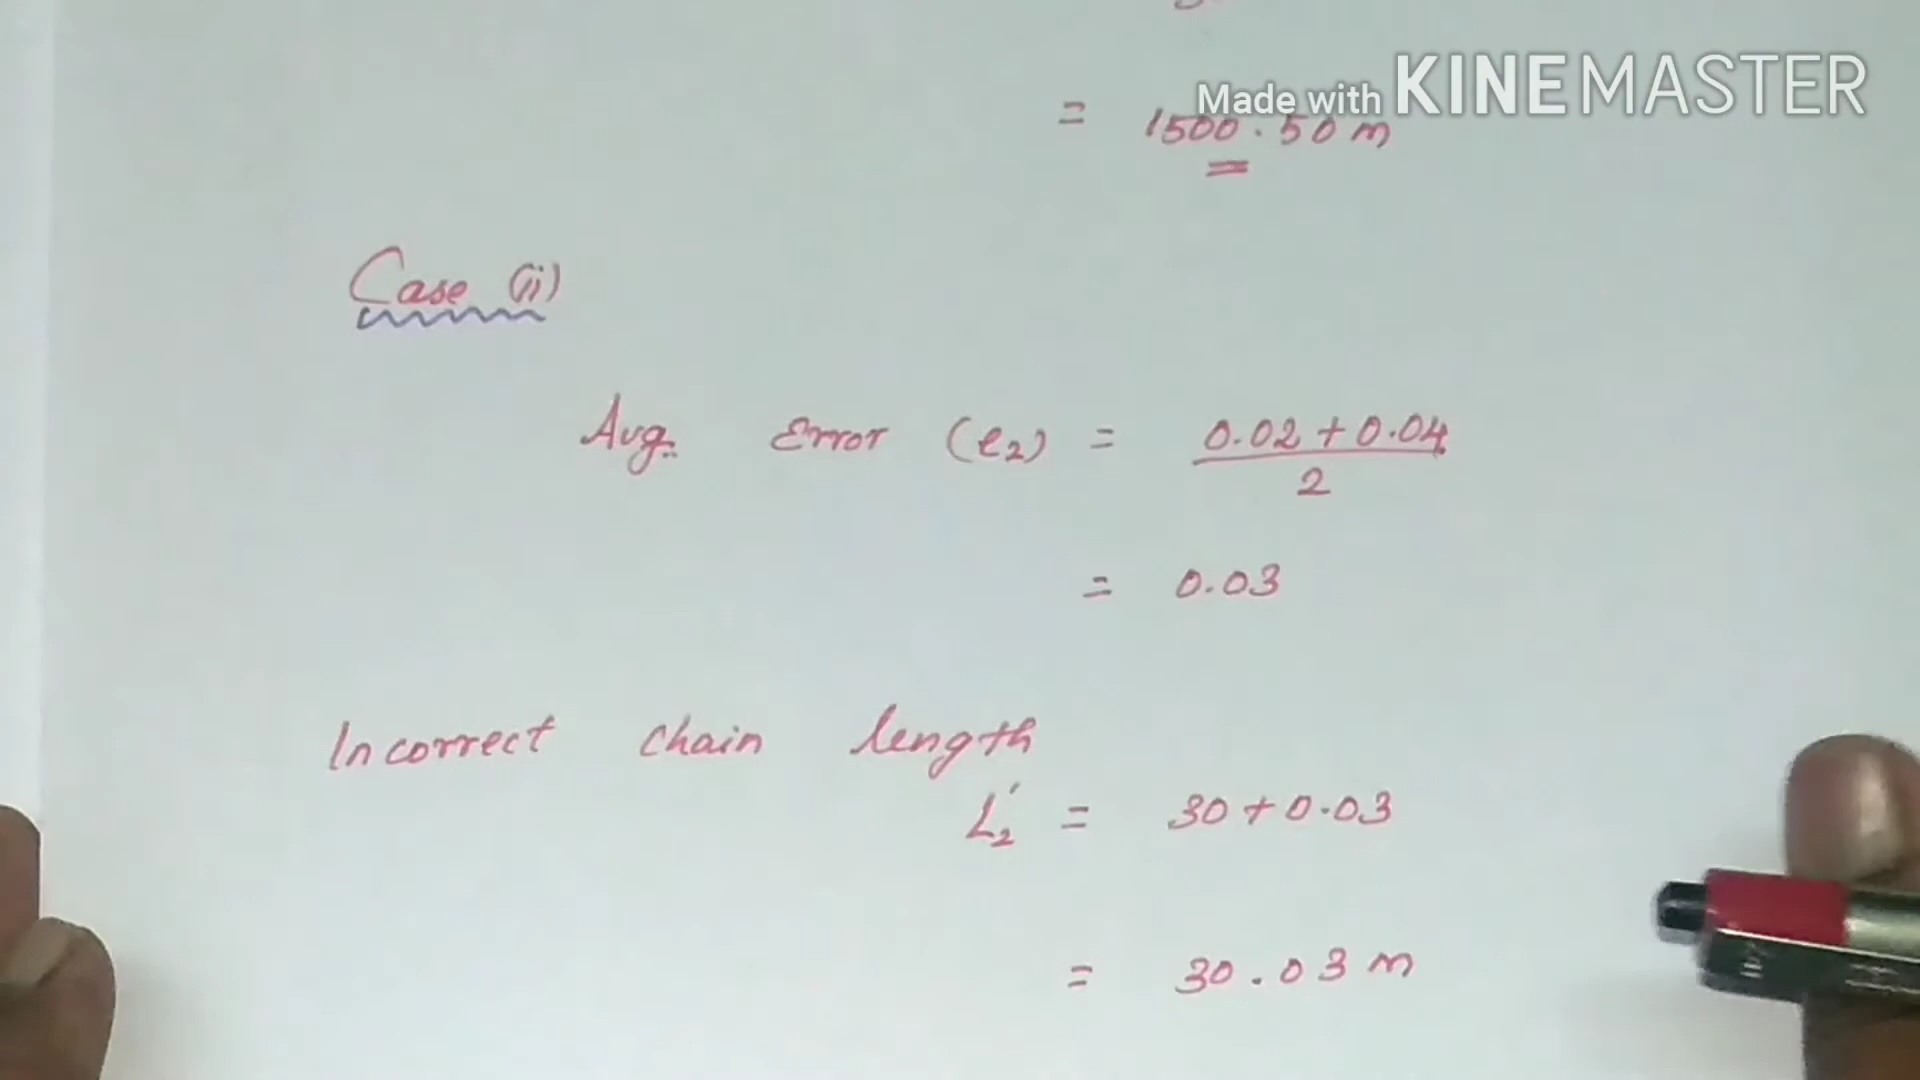 Made with KINEMASTER
= 1500.50 m
Case (ii)
Avg. Error (e₂) = 0.02 + 0.04
2
= 0.03
Incorrect chain length
L₂' = 30 + 0.03
= 30.03 m